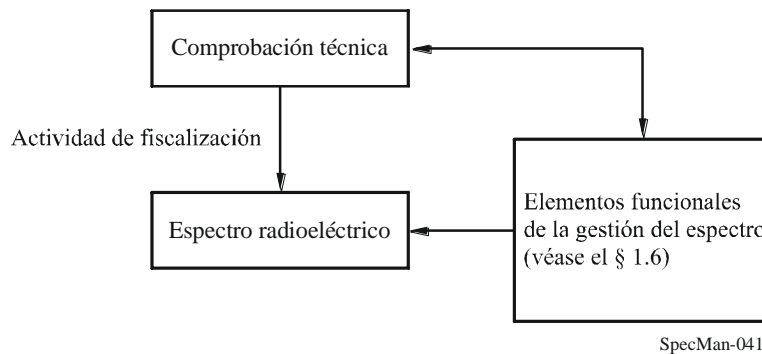 Comprobación técnica
Actividad de fiscalización
Espectro radioeléctrico
Elementos funcionales
de la gestión del espectro
(véase el § 1.6)
SpecMan-041